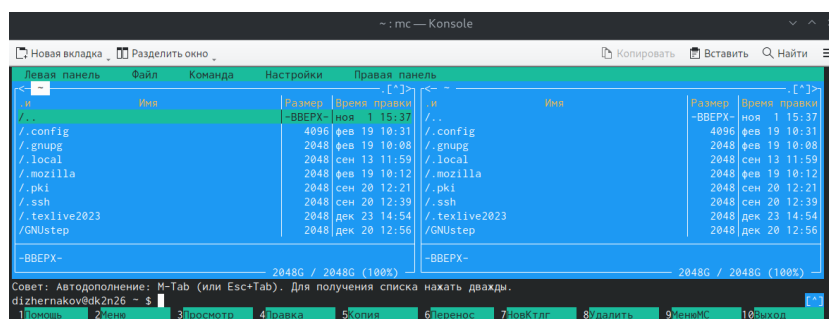 ~ : mc — Konsole
Новая вкладка Разделить окно Копировать Вставить Найти
Левая панель Файл Команда Настройки Правая панель
<— ~ .[^]> <— ~ .[^]>
.и Имя Размер Время правки .и Имя Размер Время правки
/.. -ВВЕРХ- ноя 1 15:37 /.. -ВВЕРХ- ноя 1 15:37
/.config 4096 фев 19 10:31 /.config 4096 фев 19 10:31
/.gnupg 2048 фев 19 10:08 /.gnupg 2048 фев 19 10:08
/.local 2048 сен 13 11:59 /.local 2048 сен 13 11:59
/.mozilla 2048 фев 19 10:12 /.mozilla 2048 фев 19 10:12
/.pki 2048 сен 20 12:21 /.pki 2048 сен 20 12:21
/.ssh 2048 сен 20 12:39 /.ssh 2048 сен 20 12:39
/.texlive2023 2048 дек 23 14:54 /.texlive2023 2048 дек 23 14:54
/GNUstep 2048 дек 20 12:56 /GNUstep 2048 дек 20 12:56
-ВВЕРХ- -ВВЕРХ-
2048G / 2048G (100%) 2048G / 2048G (100%)
Совет: Автодополнение: M-Tab (или Esc+Tab). Для получения списка нажать дважды.
dizhernakov@dk2n26 ~ $ [^]
1Помощь 2Меню 3Просмотр 4Правка 5Копия 6Перенос 7НовКтлг 8Удалить 9МенюMC 10Выход